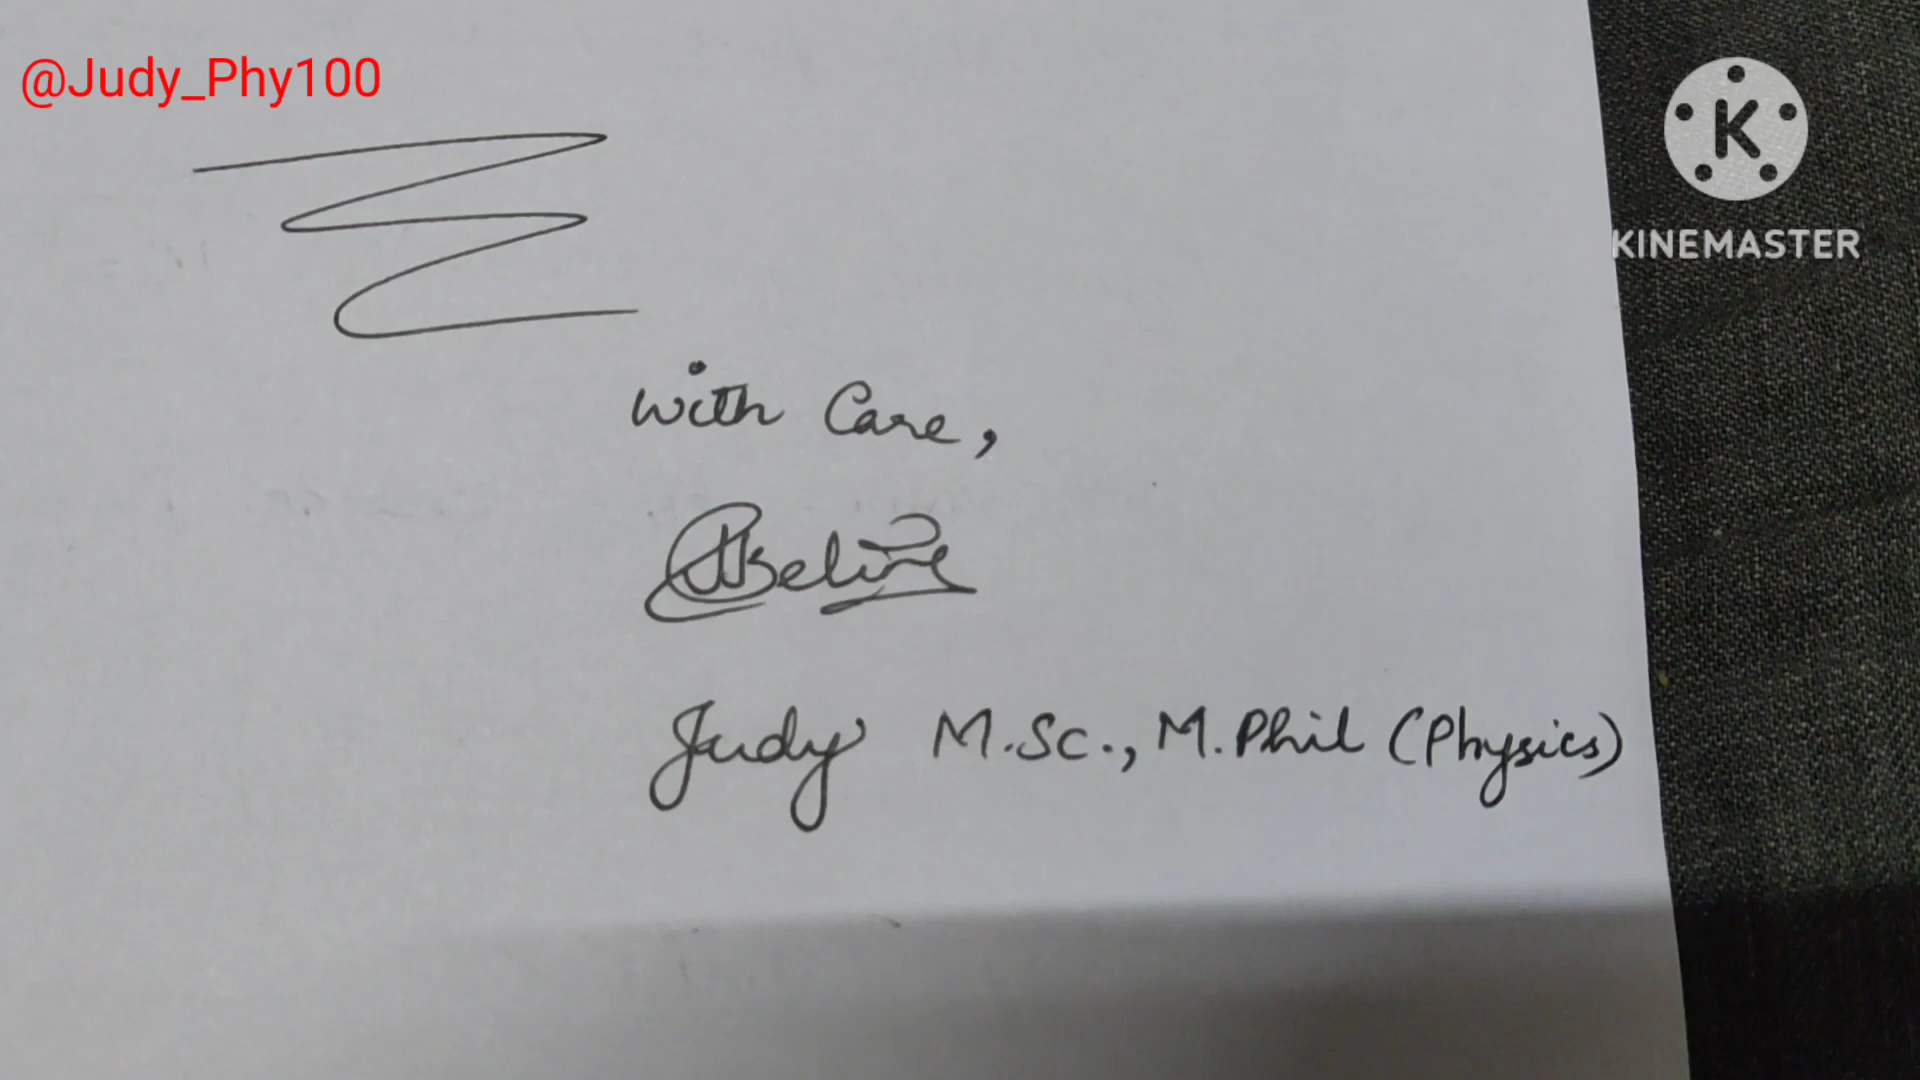 @Judy_Phy100
K
KINEMASTER
with Care,
Judy M.Sc., M.Phil (Physics)